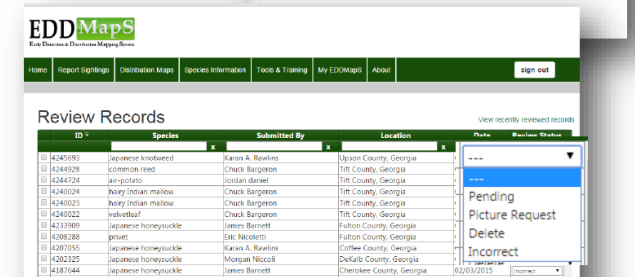 EDDMapS
Early Detection & Distribution Mapping System
Home Report Sightings Distribution Maps Species Information Tools & Training My EDDMapS About sign out
Review Records
View recently reviewed records
ID Species Submitted By Location Date Review Status
x x x
4245693 Japanese knotweed Karan A. Rawlins Upson County, Georgia
4244928 common reed Chuck Bargeron Tift County, Georgia
4244724 air-potato Jordan daniel Tift County, Georgia
4240024 hairy Indian mallow Chuck Bargeron Tift County, Georgia
4240023 hairy Indian mallow Chuck Bargeron Tift County, Georgia
4240022 velvetleaf Chuck Bargeron Tift County, Georgia
4233909 Japanese honeysuckle James Barnett Fulton County, Georgia
4208288 privet Eric Nicoletti Fulton County, Georgia
4207055 Japanese honeysuckle Karan A. Rawlins Coffee County, Georgia
4202325 Japanese honeysuckle Morgan Niccoli DeKalb County, Georgia
4187644 Japanese honeysuckle James Barnett Cherokee County, Georgia 02/03/2015 Incorrect
---
---
Pending
Picture Request
Delete
Incorrect